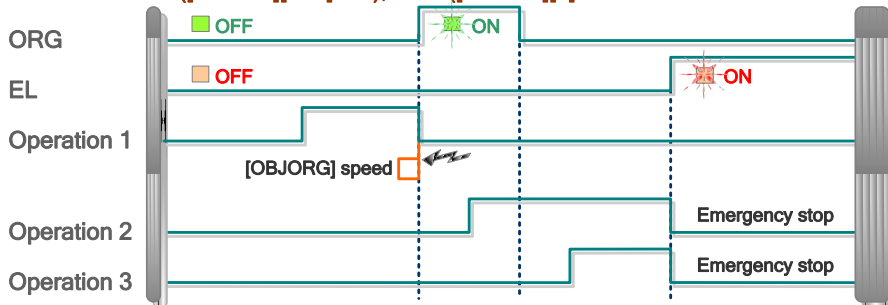 ORG
OFF
ON
EL
OFF
ON
Operation 1
[OBJORG] speed
Operation 2
Emergency stop
Operation 3
Emergency stop